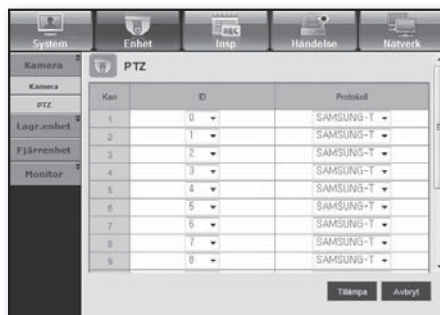 System Enhet Insp Händelse Nätverk
REC
Kamera
Kamera
PTZ
Lagr.enhet
Fjärrenhet
Monitor
PTZ
Kan ID Protokoll
1 0 SAMSUNG-T
2 1 SAMSUNG-T
3 2 SAMSUNG-T
4 3 SAMSUNG-T
5 4 SAMSUNG-T
6 5 SAMSUNG-T
7 6 SAMSUNG-T
8 7 SAMSUNG-T
9 8 SAMSUNG-T
Tillämpa Avbryt